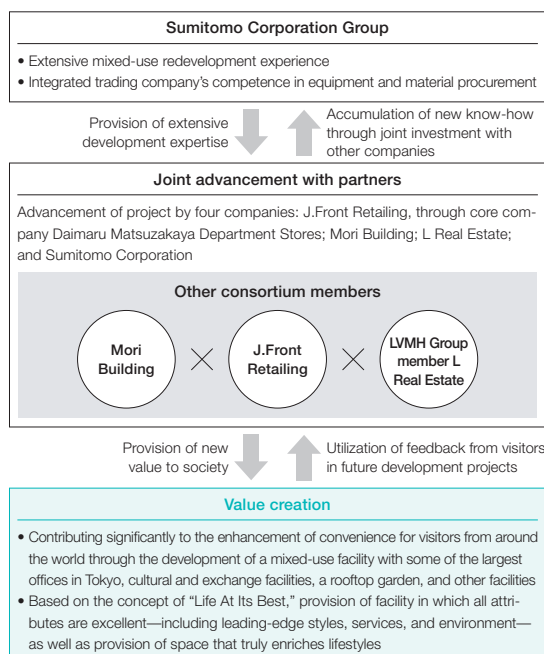 Sumitomo Corporation Group
• Extensive mixed-use redevelopment experience
• Integrated trading company's competence in equipment and material procurement
Provision of extensive
development expertise
Accumulation of new know-how
through joint investment with
other companies
Joint advancement with partners
Advancement of project by four companies: J.Front Retailing, through core com-
pany Daimaru Matsuzakaya Department Stores; Mori Building; L Real Estate;
and Sumitomo Corporation
Other consortium members
Mori
Building
J.Front
Retailing
LVMH Group
member L
Real Estate
Provision of new
value to society
Utilization of feedback from visitors
in future development projects
Value creation
• Contributing significantly to the enhancement of convenience for visitors from around
the world through the development of a mixed-use facility with some of the largest
offices in Tokyo, cultural and exchange facilities, a rooftop garden, and other facilities
• Based on the concept of “Life At Its Best,” provision of facility in which all attri-
butes are excellent—including leading-edge styles, services, and environment—
as well as provision of space that truly enriches lifestyles